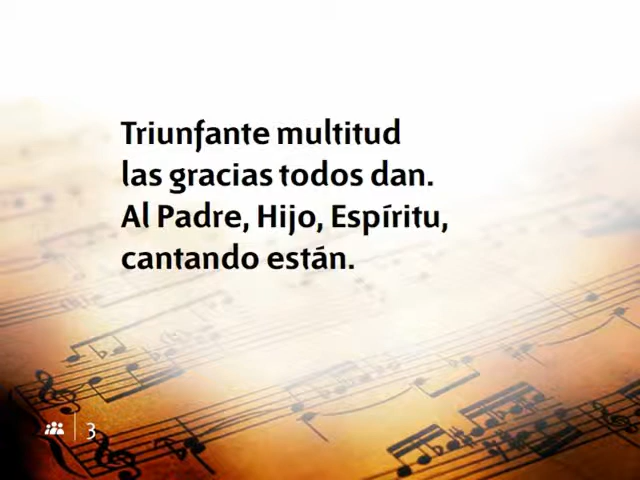 Triunfante multitud
las gracias todos dan.
Al Padre, Hijo, Espíritu,
cantando están.
3